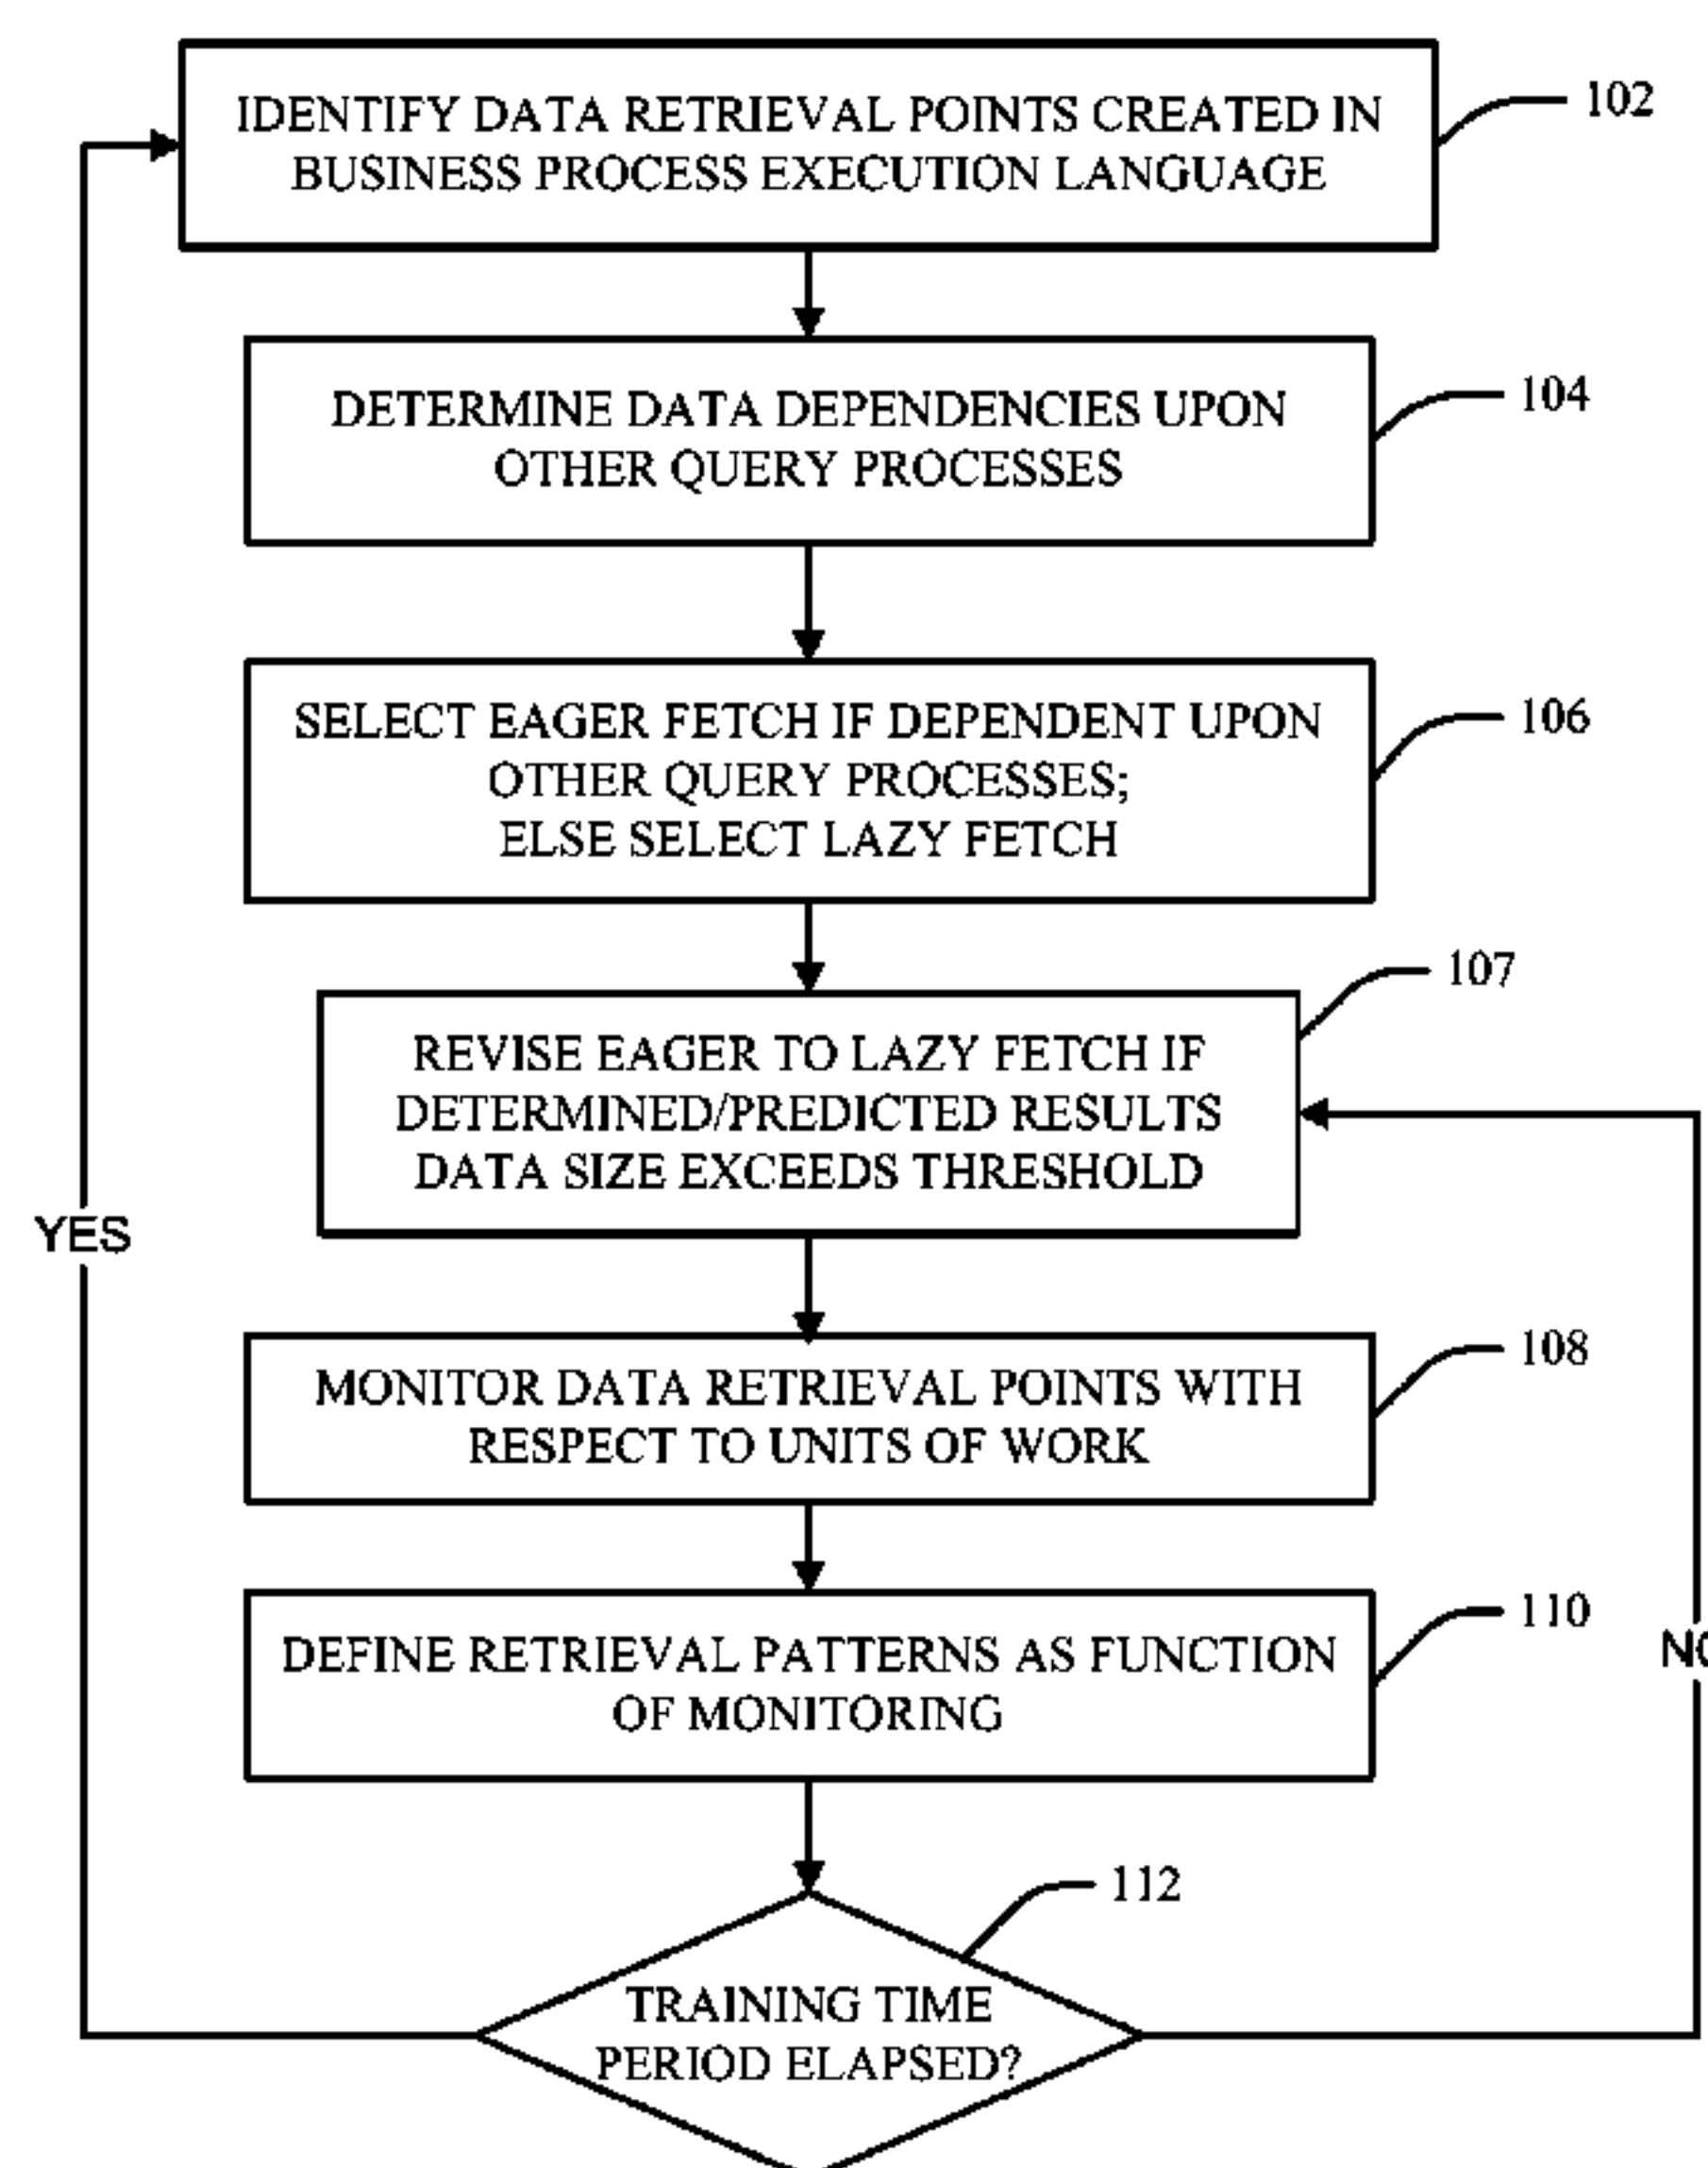 IDENTIFY DATA RETRIEVAL POINTS CREATED IN
BUSINESS PROCESS EXECUTION LANGUAGE
102
DETERMINE DATA DEPENDENCIES UPON
OTHER QUERY PROCESSES
104
SELECT EAGER FETCH IF DEPENDENT UPON
OTHER QUERY PROCESSES;
ELSE SELECT LAZY FETCH
106
107
REVISE EAGER TO LAZY FETCH IF
DETERMINED/PREDICTED RESULTS
DATA SIZE EXCEEDS THRESHOLD
YES
MONITOR DATA RETRIEVAL POINTS WITH
RESPECT TO UNITS OF WORK
108
DEFINE RETRIEVAL PATTERNS AS FUNCTION
OF MONITORING
110
112
TRAINING TIME
PERIOD ELAPSED?